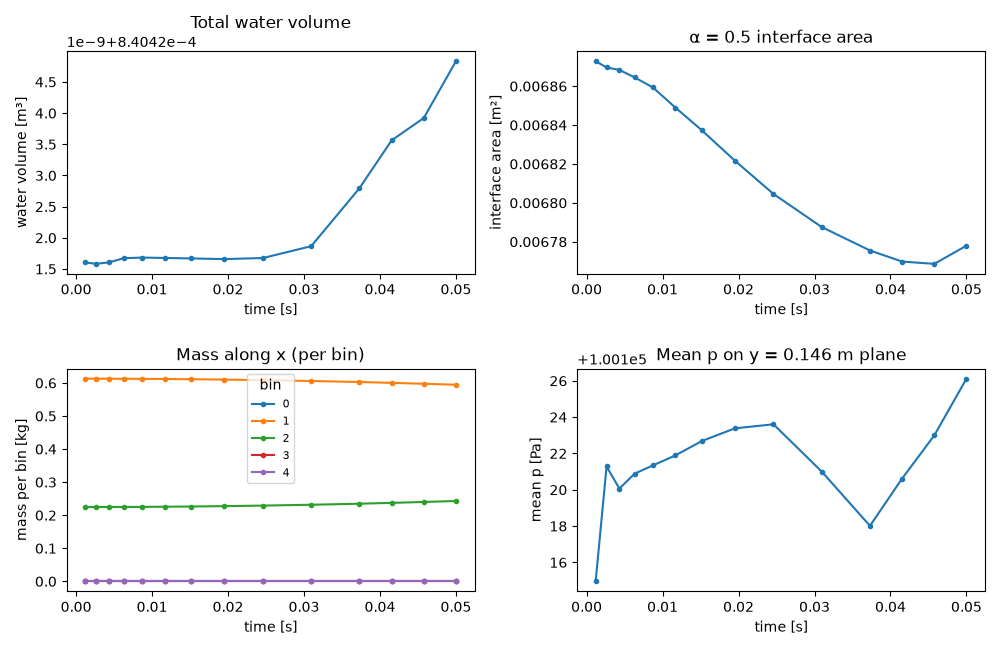 Total water volume
1e−9+8.4042e−4
water volume [m³]
4.5
4.0
3.5
3.0
2.5
2.0
1.5
0.00 0.01 0.02 0.03 0.04 0.05
time [s]
α = 0.5 interface area
interface area [m²]
0.00686
0.00684
0.00682
0.00680
0.00678
0.00 0.01 0.02 0.03 0.04 0.05
time [s]
Mass along x (per bin)
mass per bin [kg]
0.6
0.5
0.4
0.3
0.2
0.1
0.0
bin
0
1
2
3
4
0.00 0.01 0.02 0.03 0.04 0.05
time [s]
+1.001e5 Mean p on y = 0.146 m plane
mean p [Pa]
26
24
22
20
18
16
0.00 0.01 0.02 0.03 0.04 0.05
time [s]